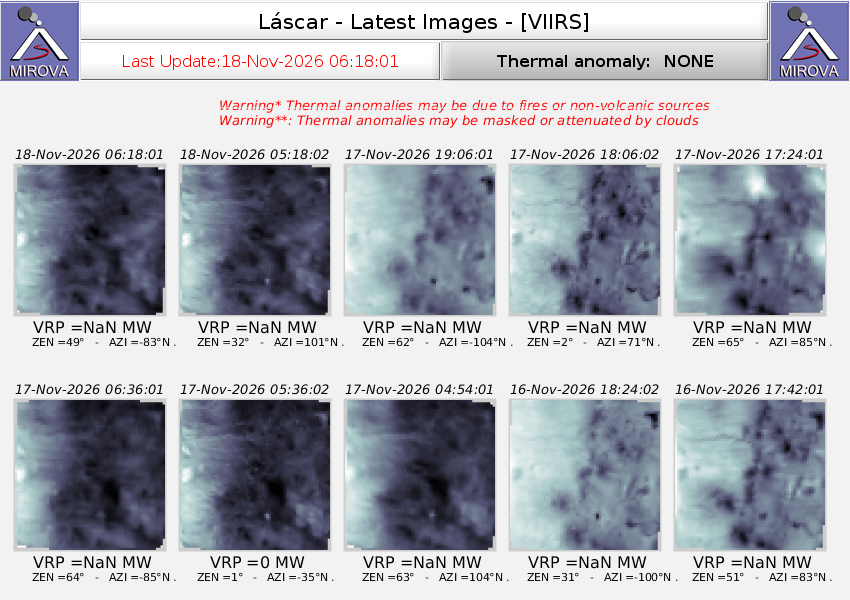 Láscar - Latest Images - [VIIRS]
MIROVA
Last Update:18-Nov-2026 06:18:01
Thermal anomaly: NONE
MIROVA
Warning* Thermal anomalies may be due to fires or non-volcanic sources
Warning**: Thermal anomalies may be masked or attenuated by clouds
18-Nov-2026 06:18:01 18-Nov-2026 05:18:02 17-Nov-2026 19:06:01 17-Nov-2026 18:06:02 17-Nov-2026 17:24:01
VRP =NaN MW VRP =NaN MW VRP =NaN MW VRP =NaN MW VRP =NaN MW
ZEN =49° - AZI =-83°N . ZEN =32° - AZI =101°N . ZEN =62° - AZI =-104°N . ZEN =2° - AZI =71°N . ZEN =65° - AZI =85°N .
17-Nov-2026 06:36:01 17-Nov-2026 05:36:02 17-Nov-2026 04:54:01 16-Nov-2026 18:24:02 16-Nov-2026 17:42:01
VRP =NaN MW VRP =0 MW VRP =NaN MW VRP =NaN MW VRP =NaN MW
ZEN =64° - AZI =-85°N . ZEN =1° - AZI =-35°N . ZEN =63° - AZI =104°N . ZEN =31° - AZI =-100°N . ZEN =51° - AZI =83°N .